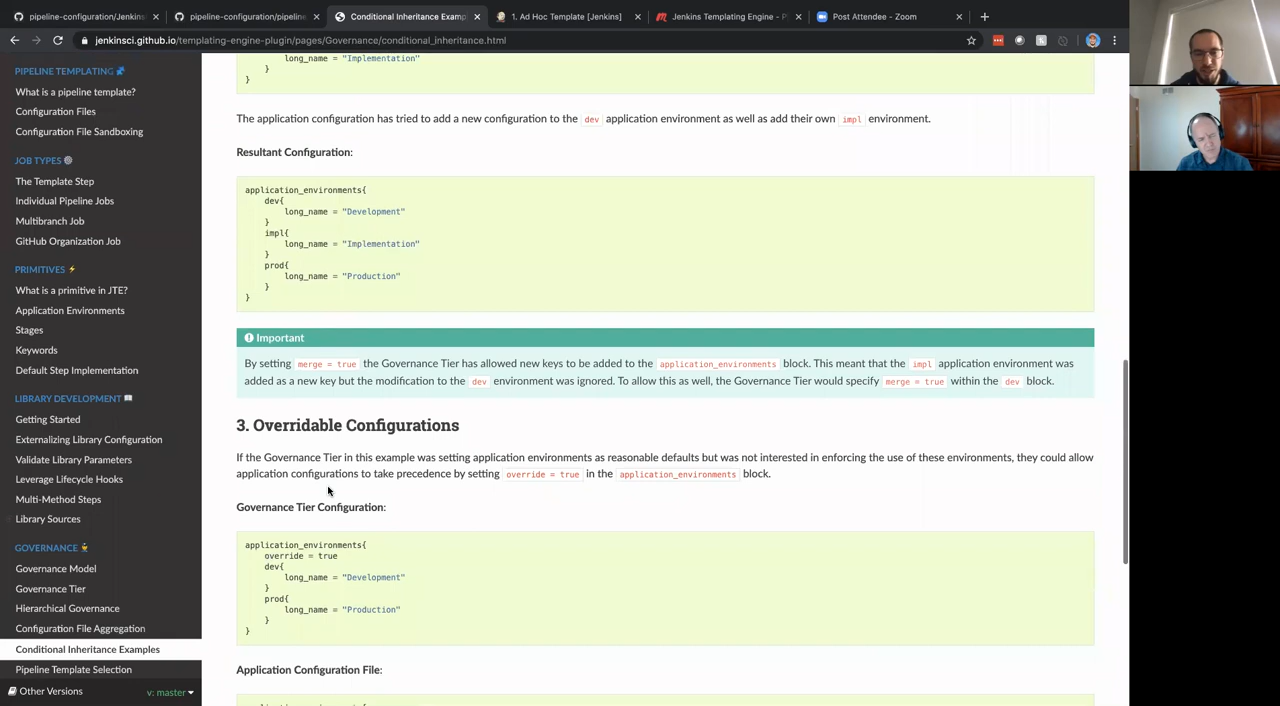 pipeline-configuration/Jenkins
pipeline-configuration/pipeline
Conditional Inheritance Examp
1. Ad Hoc Template [Jenkins]
Jenkins Templating Engine - P
Post Attendee - Zoom
jenkinsci.github.io/templating-engine-plugin/pages/Governance/conditional_inheritance.html
PIPELINE TEMPLATING
What is a pipeline template?
Configuration Files
Configuration File Sandboxing
JOB TYPES
The Template Step
Individual Pipeline Jobs
Multibranch Job
GitHub Organization Job
PRIMITIVES
What is a primitive in JTE?
Application Environments
Stages
Keywords
Default Step Implementation
LIBRARY DEVELOPMENT
Getting Started
Externalizing Library Configuration
Validate Library Parameters
Leverage Lifecycle Hooks
Multi-Method Steps
Library Sources
GOVERNANCE
Governance Model
Governance Tier
Hierarchical Governance
Configuration File Aggregation
Conditional Inheritance Examples
Pipeline Template Selection
Other Versions v: master
long_name = "Implementation"
}
}
The application configuration has tried to add a new configuration to the dev application environment as well as add their own impl environment.
Resultant Configuration:
application_environments{
dev{
long_name = "Development"
}
impl{
long_name = "Implementation"
}
prod{
long_name = "Production"
}
}
Important
By setting merge = true the Governance Tier has allowed new keys to be added to the application_environments block. This meant that the impl application environment was
added as a new key but the modification to the dev environment was ignored. To allow this as well, the Governance Tier would specify merge = true within the dev block.
3. Overridable Configurations
If the Governance Tier in this example was setting application environments as reasonable defaults but was not interested in enforcing the use of these environments, they could allow
application configurations to take precedence by setting override = true in the application_environments block.
Governance Tier Configuration:
application_environments{
override = true
dev{
long_name = "Development"
}
prod{
long_name = "Production"
}
}
Application Configuration File: